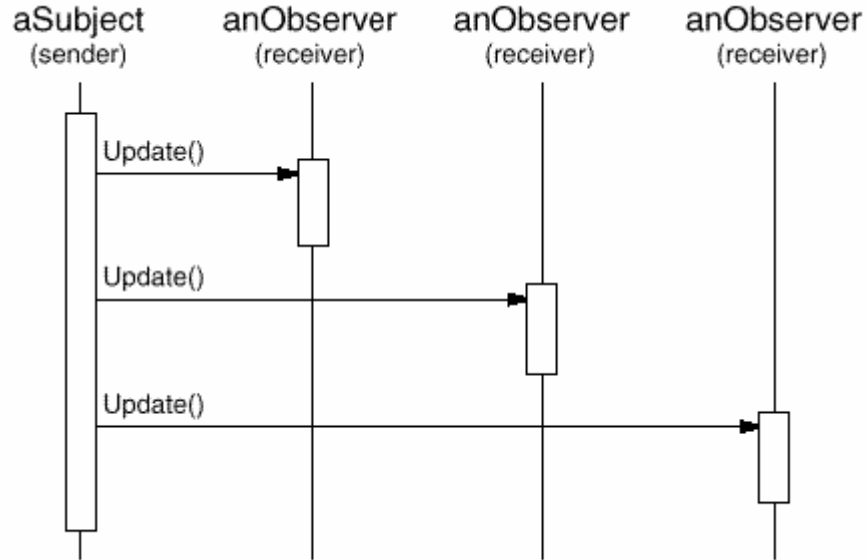 aSubject
(sender)
anObserver
(receiver)
anObserver
(receiver)
anObserver
(receiver)
Update()
Update()
Update()